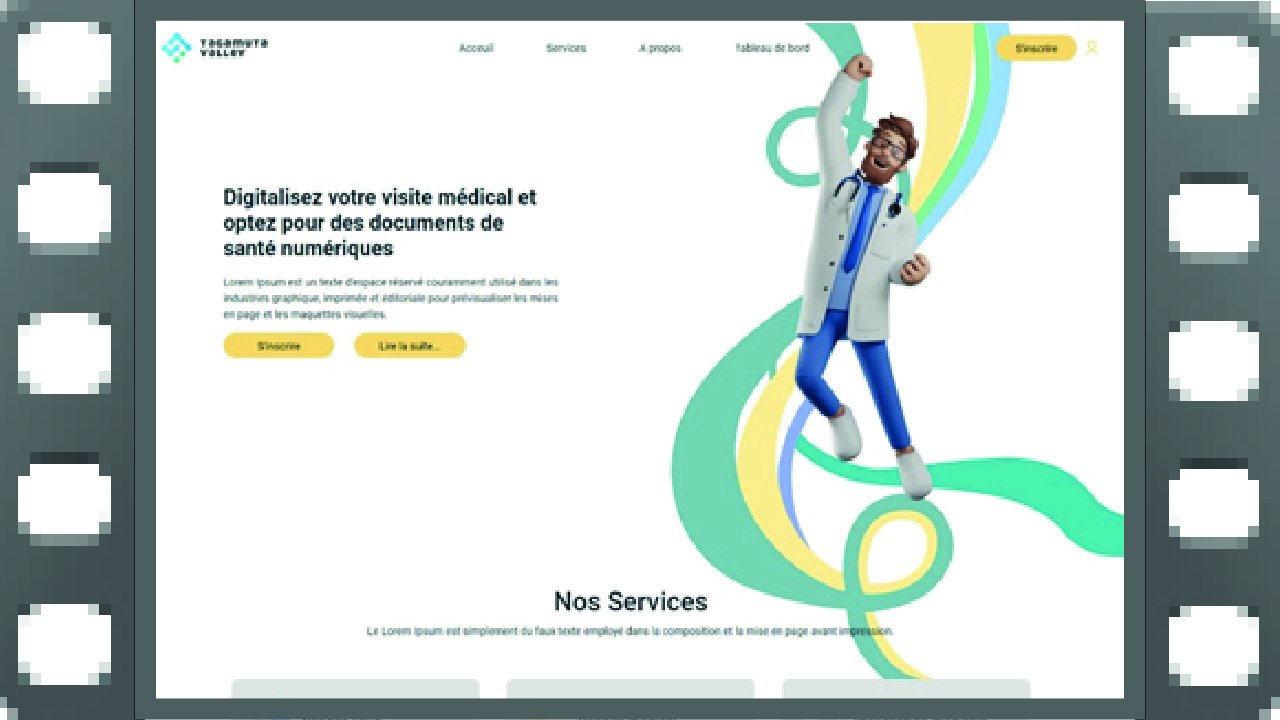 TAGAMUTA
VALLEY
Acceuil
Services
A propos
Tableau de bord
S'inscrire
Digitalisez votre visite médical et
optez pour des documents de
santé numériques
Lorem Ipsum est un texte d'espace réservé couramment utilisé dans les
industries graphique, imprimée et éditoriale pour prévisualiser les mises
en page et les maquettes visuelles.
S'inscrire
Lire la suite...
Nos Services
Le Lorem Ipsum est simplement du faux texte employé dans la composition et la mise en page avant impression.